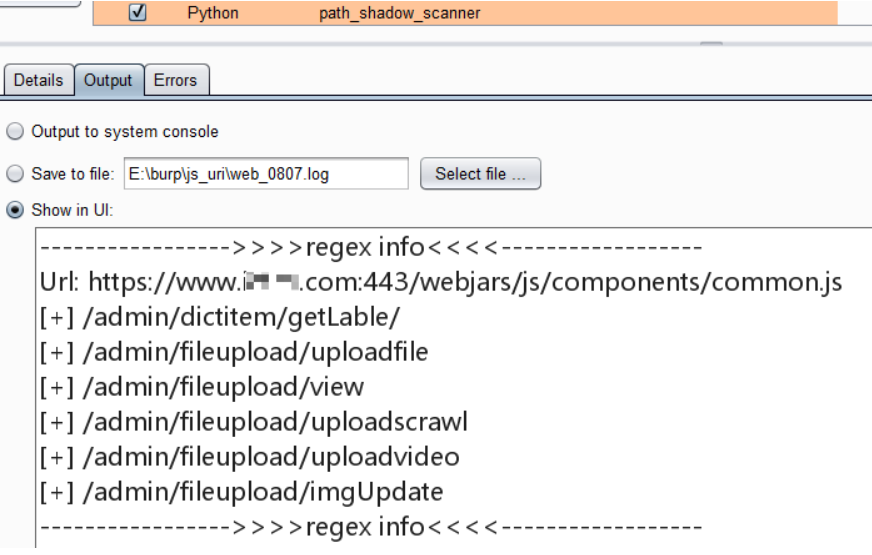 Python path_shadow_scanner
Details Output Errors
Output to system console
Save to file: E:\burp\js_uri\web_0807.log Select file ...
Show in UI:
----------------->>>>regex info<<<<------------------
Url: https://www. .com:443/webjars/js/components/common.js
[+] /admin/dictitem/getLable/
[+] /admin/fileupload/uploadfile
[+] /admin/fileupload/view
[+] /admin/fileupload/uploadscrawl
[+] /admin/fileupload/uploadvideo
[+] /admin/fileupload/imgUpdate
----------------->>>>regex info<<<<------------------